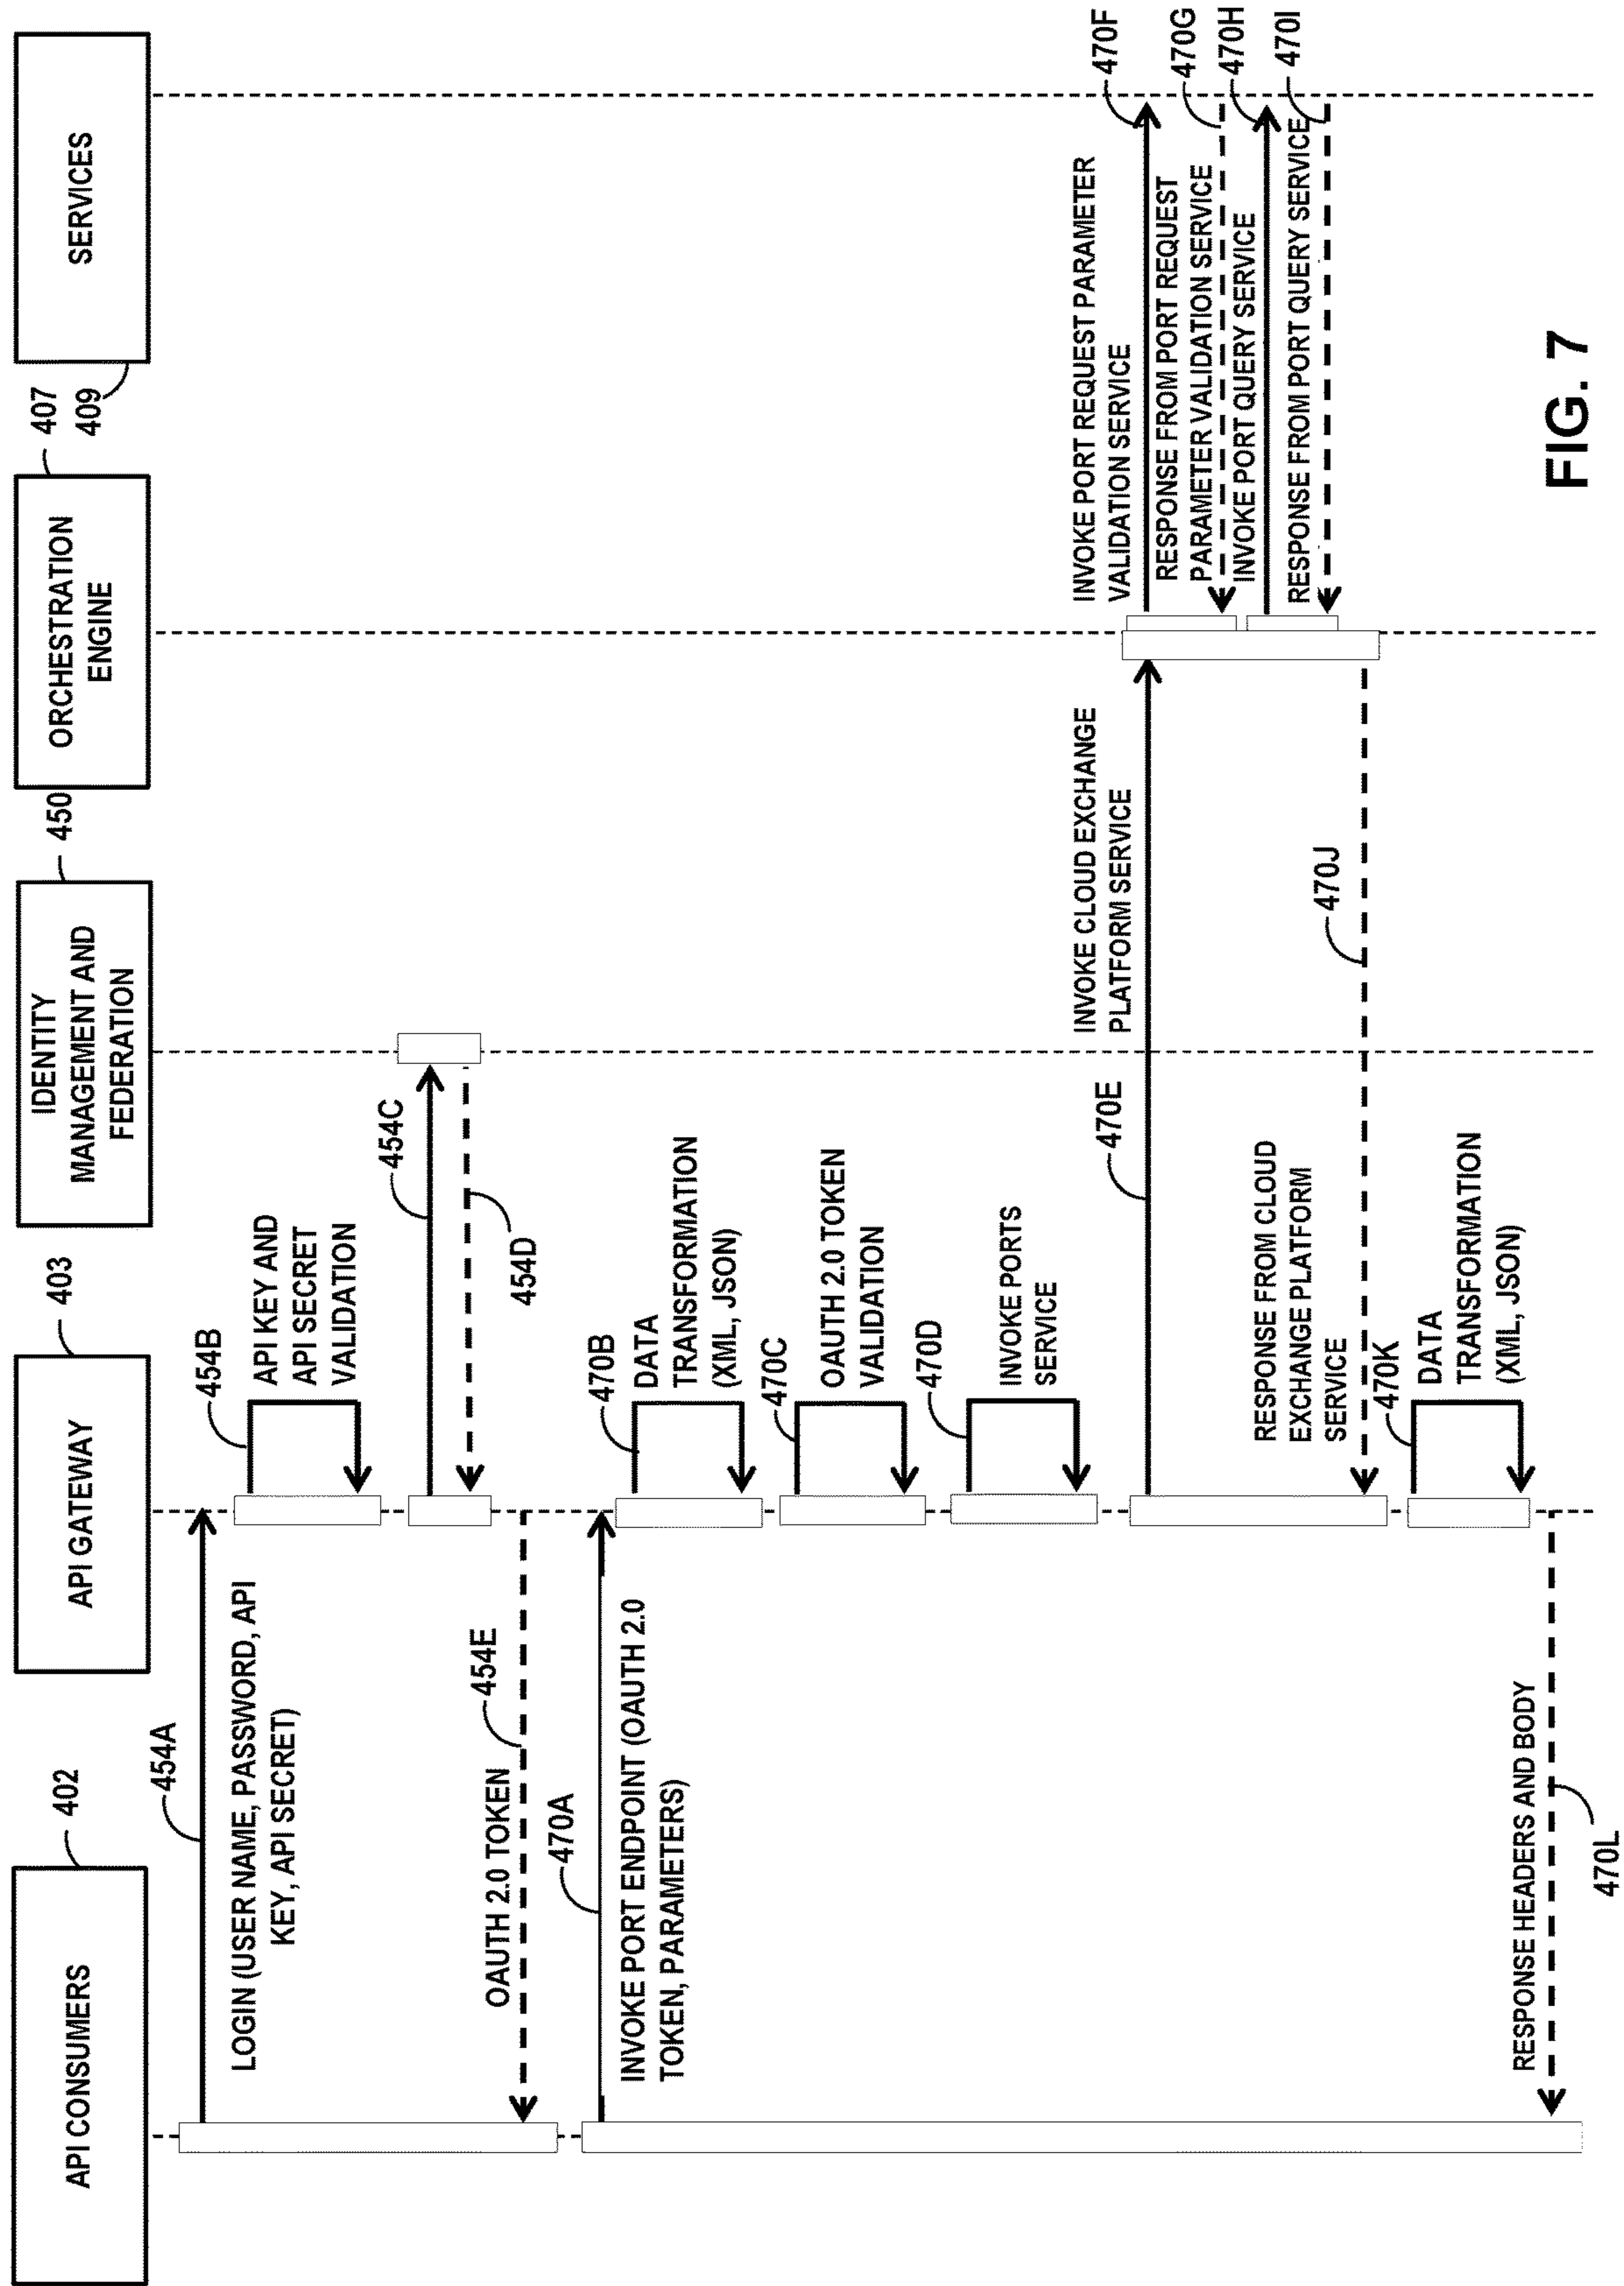 API CONSUMERS
402
API GATEWAY
403
IDENTITY
MANAGEMENT AND
FEDERATION
450
ORCHESTRATION
ENGINE
407
SERVICES
409
454A
LOGIN (USER NAME, PASSWORD, API
KEY, API SECRET)
454B
API KEY AND
API SECRET
VALIDATION
454C
454D
454E
OAUTH 2.0 TOKEN
470A
INVOKE PORT ENDPOINT (OAUTH 2.0
TOKEN, PARAMETERS)
470B
DATA
TRANSFORMATION
(XML, JSON)
470C
OAUTH 2.0 TOKEN
VALIDATION
470D
INVOKE PORTS
SERVICE
470E
INVOKE CLOUD EXCHANGE
PLATFORM SERVICE
INVOKE PORT REQUEST PARAMETER
VALIDATION SERVICE
470F
RESPONSE FROM PORT REQUEST
PARAMETER VALIDATION SERVICE
470G
INVOKE PORT QUERY SERVICE
470H
RESPONSE FROM PORT QUERY SERVICE
470I
RESPONSE FROM CLOUD
EXCHANGE PLATFORM
SERVICE
470J
470K
DATA
TRANSFORMATION
(XML, JSON)
RESPONSE HEADERS AND BODY
470L
FIG. 7